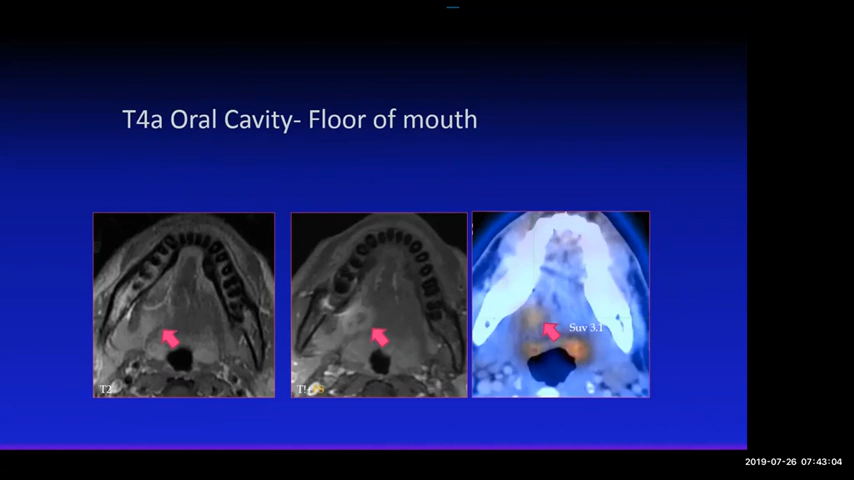 T4a Oral Cavity- Floor of mouth
Suv 3.1
T2
2019-07-26 07:43:04